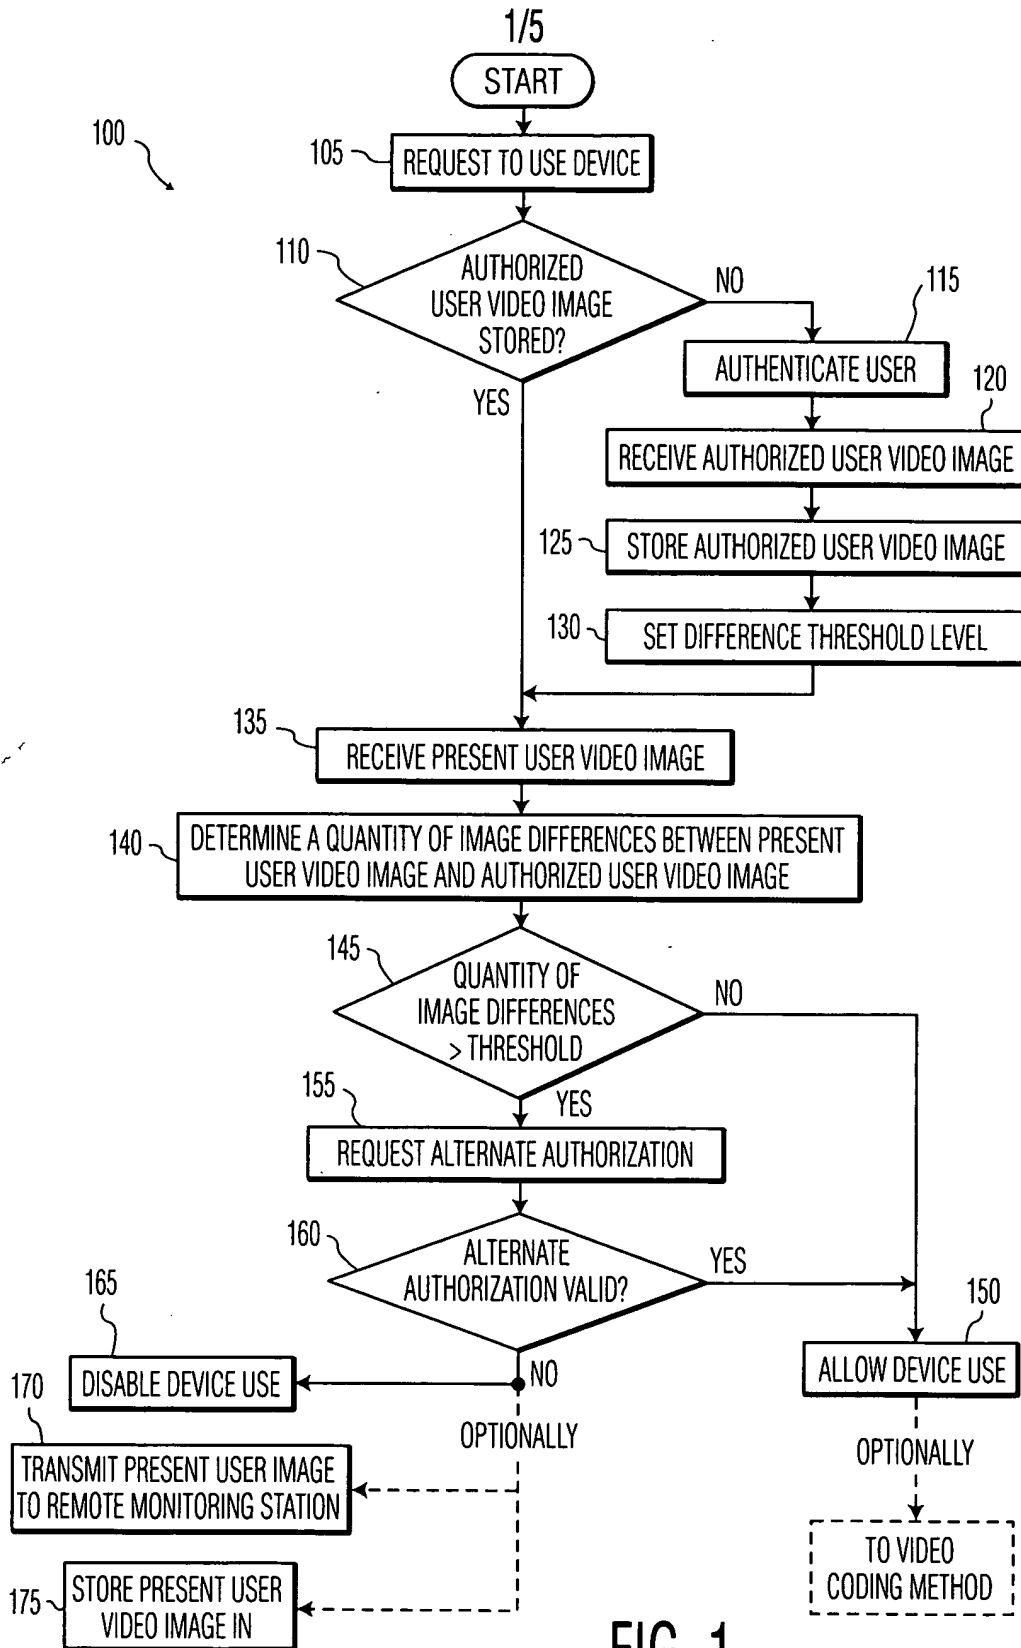 1/5
START
100
105
REQUEST TO USE DEVICE
110
AUTHORIZED
USER VIDEO IMAGE
STORED?
NO
YES
115
AUTHENTICATE USER
120
RECEIVE AUTHORIZED USER VIDEO IMAGE
125
STORE AUTHORIZED USER VIDEO IMAGE
130
SET DIFFERENCE THRESHOLD LEVEL
135
RECEIVE PRESENT USER VIDEO IMAGE
140
DETERMINE A QUANTITY OF IMAGE DIFFERENCES BETWEEN PRESENT
USER VIDEO IMAGE AND AUTHORIZED USER VIDEO IMAGE
145
QUANTITY OF
IMAGE DIFFERENCES
> THRESHOLD
NO
YES
155
REQUEST ALTERNATE AUTHORIZATION
160
ALTERNATE
AUTHORIZATION VALID?
YES
NO
150
ALLOW DEVICE USE
OPTIONALLY
TO VIDEO
CODING METHOD
165
DISABLE DEVICE USE
OPTIONALLY
170
TRANSMIT PRESENT USER IMAGE
TO REMOTE MONITORING STATION
175
STORE PRESENT USER
VIDEO IMAGE IN
FIG. 1